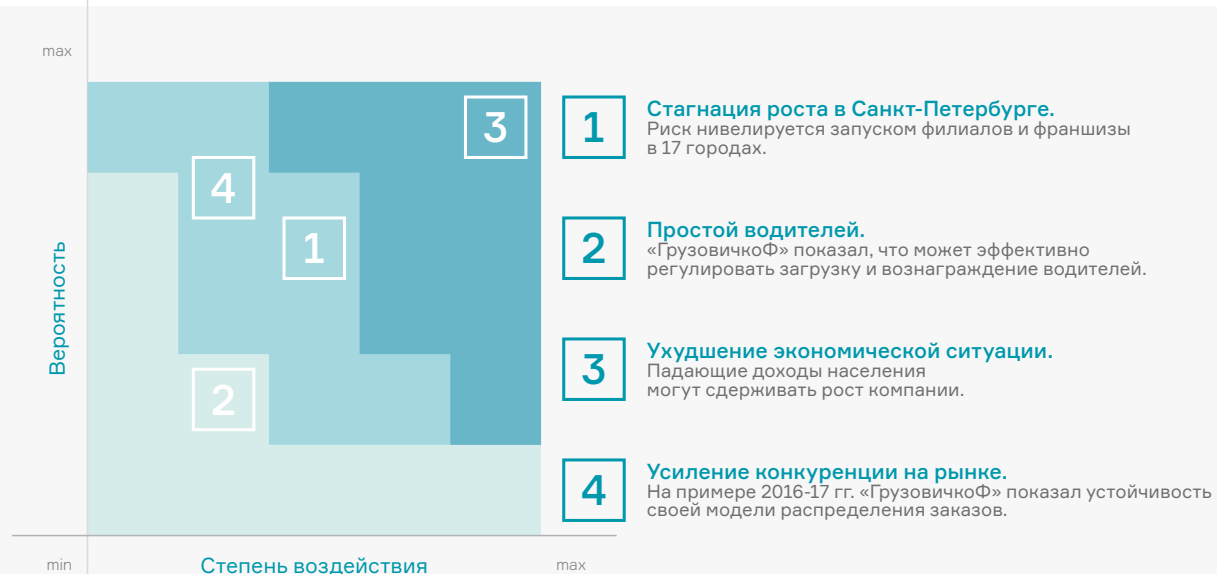 max
3
4
1
2
Вероятность
min
Степень воздействия
max
1
Стагнация роста в Санкт-Петербурге.
Риск нивелируется запуском филиалов и франшизы
в 17 городах.
2
Простой водителей.
«ГрузовичкоФ» показал, что может эффективно
регулировать загрузку и вознаграждение водителей.
3
Ухудшение экономической ситуации.
Падающие доходы населения
могут сдерживать рост компании.
4
Усиление конкуренции на рынке.
На примере 2016-17 гг. «ГрузовичкоФ» показал устойчивость
своей модели распределения заказов.